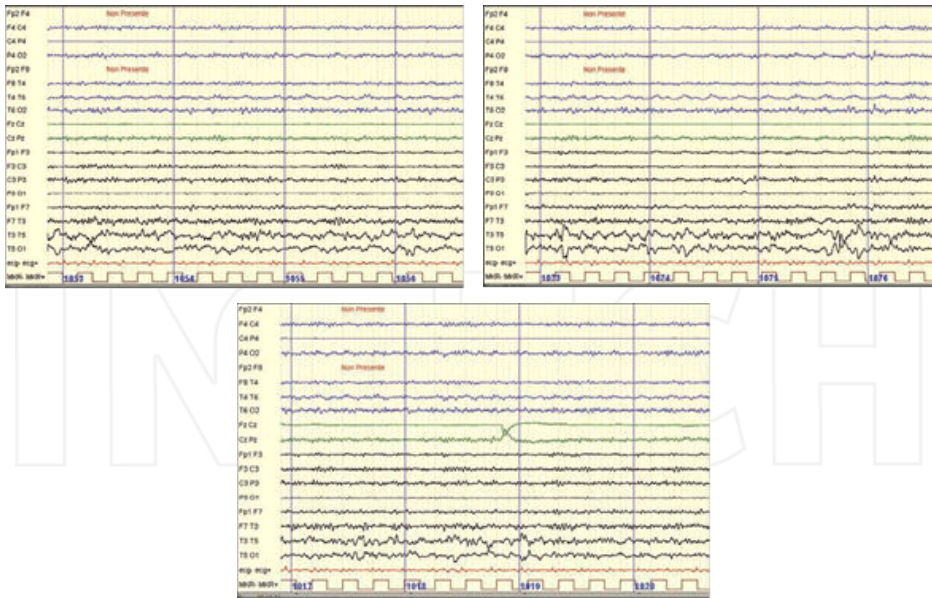 Fp2 F4 Non Presente
F4 C4
C4 P4
P4 O2
Fp2 F8 Non Presente
F8 T4
T4 T6
T6 O2
Fz Cz
Cz Pz
Fp1 F3
F3 C3
C3 P3
P3 O1
Fp1 F7
F7 T3
T3 T5
T5 O1
ecg- ecg+
MKR- MKR+ 1053 1054 1055 1056
Fp2 F4 Non Presente
F4 C4
C4 P4
P4 O2
Fp2 F8 Non Presente
F8 T4
T4 T6
T6 O2
Fz Cz
Cz Pz
Fp1 F3
F3 C3
C3 P3
P3 O1
Fp1 F7
F7 T3
T3 T5
T5 O1
ecg- ecg+
MKR- MKR+ 1073 1074 1075 1076
Fp2 F4 Non Presente
F4 C4
C4 P4
P4 O2
Fp2 F8 Non Presente
F8 T4
T4 T6
T6 O2
Fz Cz
Cz Pz
Fp1 F3
F3 C3
C3 P3
P3 O1
Fp1 F7
F7 T3
T3 T5
T5 O1
ecg- ecg+
MKR- MKR+ 1017 1018 1019 1020